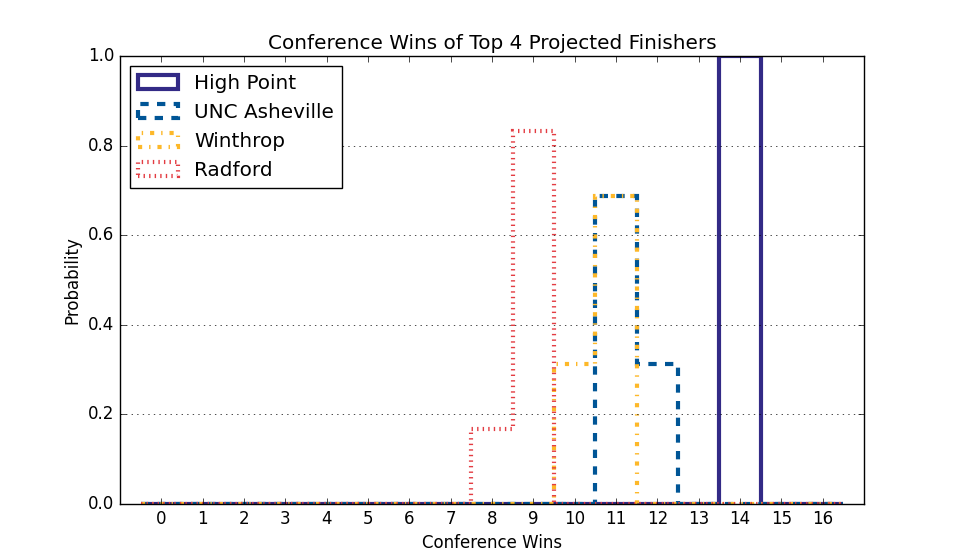 Conference Wins of Top 4 Projected Finishers
1.0
0.8
0.6
0.4
0.2
0.0
Probability
High Point
UNC Asheville
Winthrop
Radford
0 1 2 3 4 5 6 7 8 9 10 11 12 13 14 15 16
Conference Wins